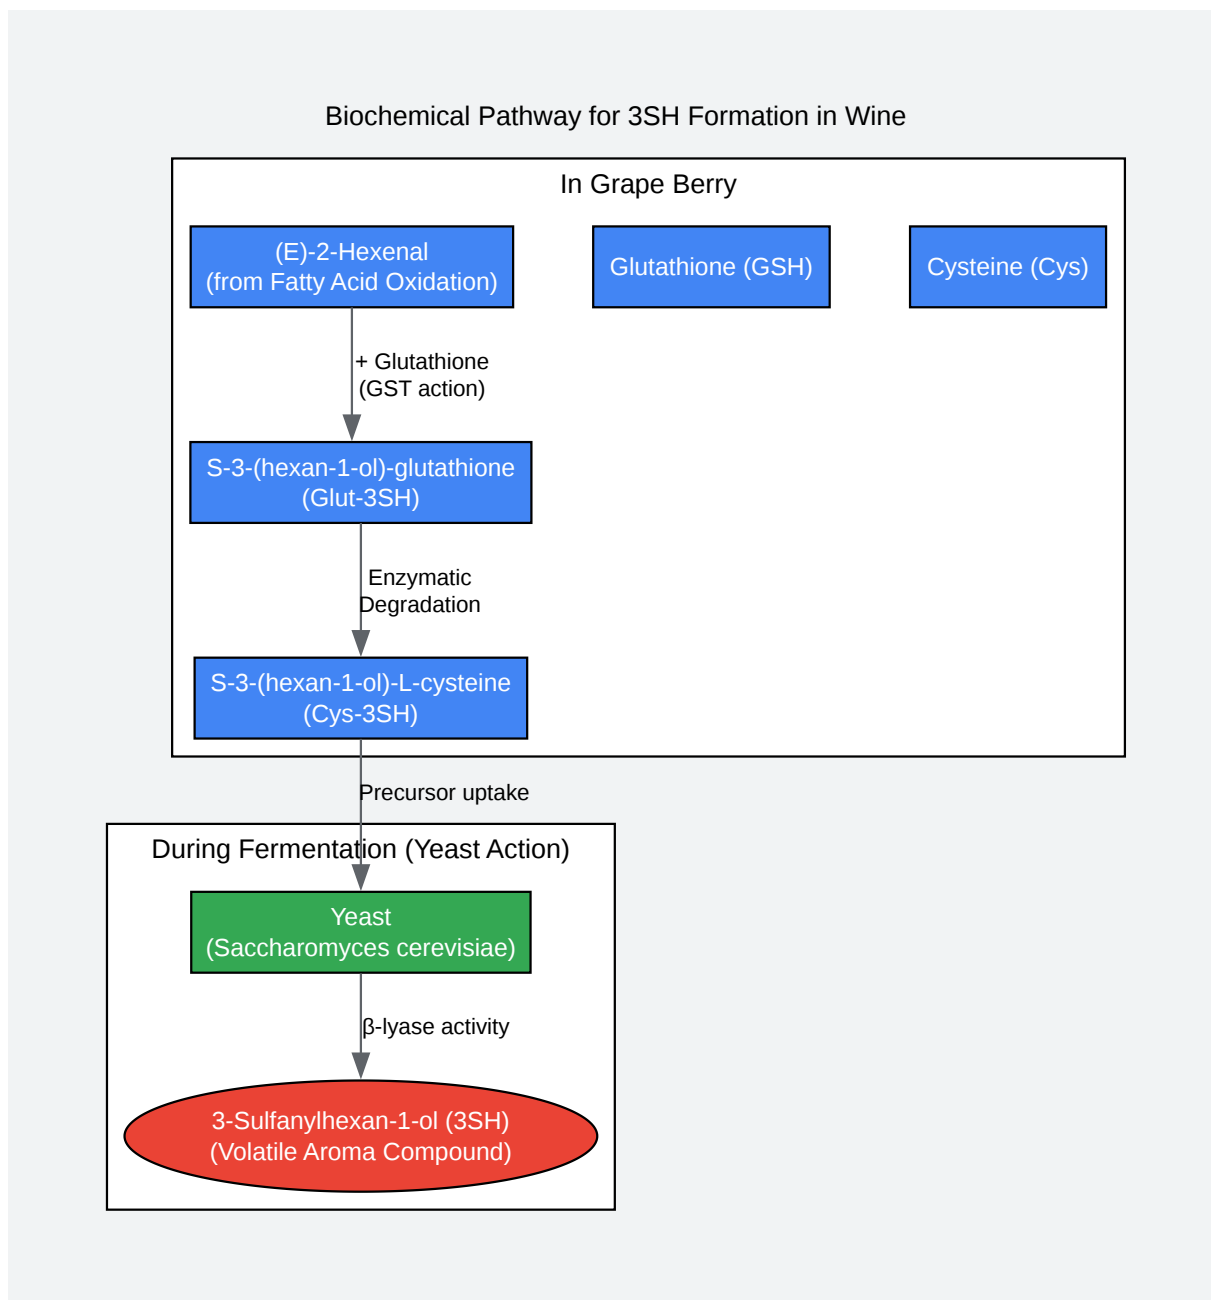 Biochemical Pathway for 3SH Formation in Wine
In Grape Berry
(E)-2-Hexenal
(from Fatty Acid Oxidation)
Glutathione (GSH)
Cysteine (Cys)
+ Glutathione
(GST action)
S-3-(hexan-1-ol)-glutathione
(Glut-3SH)
Enzymatic
Degradation
S-3-(hexan-1-ol)-L-cysteine
(Cys-3SH)
Precursor uptake
During Fermentation (Yeast Action)
Yeast
(Saccharomyces cerevisiae)
β-lyase activity
3-Sulfanylhexan-1-ol (3SH)
(Volatile Aroma Compound)